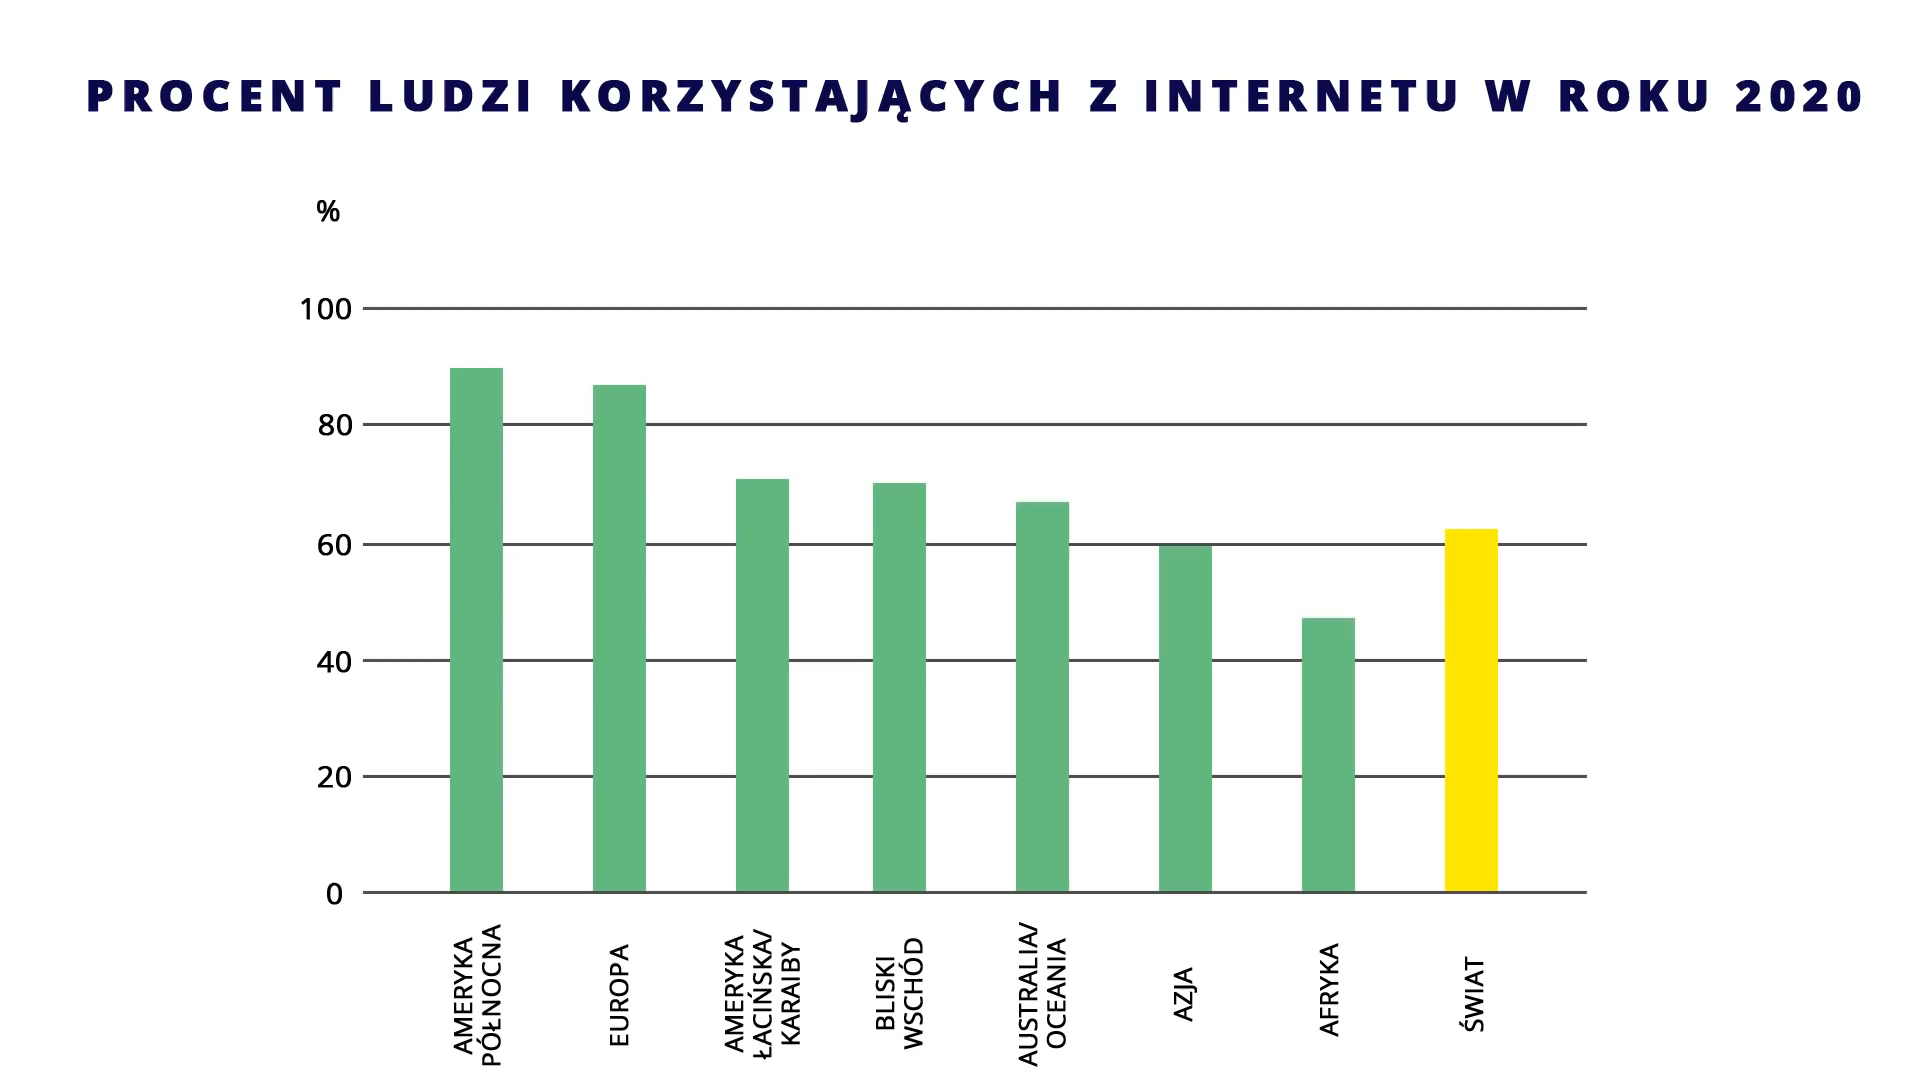 PROCENT LUDZI KORZYSTAJĄCYCH Z INTERNETU W ROKU 2020
%
100
80
60
40
20
0
AMERYKA
PÓŁNOCNA
EUROPA
AMERYKA
ŁACIŃSKA/
KARAIBY
BLISKI
WSCHÓD
AUSTRALIA/
OCEANIA
AZJA
AFRYKA
ŚWIAT